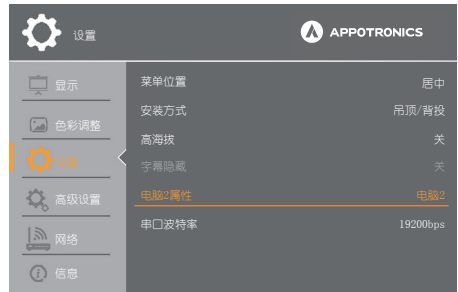 设置
APPOTRONICS
显示
色彩调整
设置
高级设置
网络
信息
菜单位置 居中
安装方式 吊顶/背投
高海拔 关
字幕隐藏 关
电脑2属性 电脑2
串口波特率 19200bps